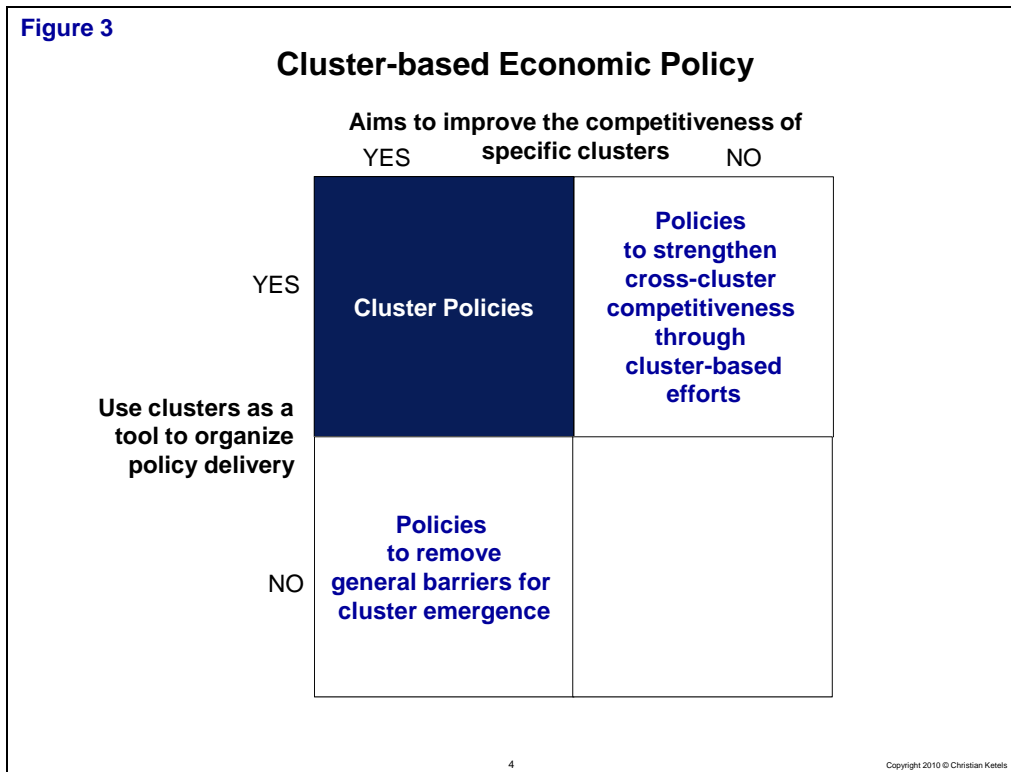 Figure 3
Cluster-based Economic Policy
Aims to improve the competitiveness of
specific clusters
YES
NO
YES
Cluster Policies
Policies
to strengthen
cross-cluster
competitiveness
through
cluster-based
efforts
Use clusters as a
tool to organize
policy delivery
NO
Policies
to remove
general barriers for
cluster emergence
4
Copyright 2010 © Christian Ketels